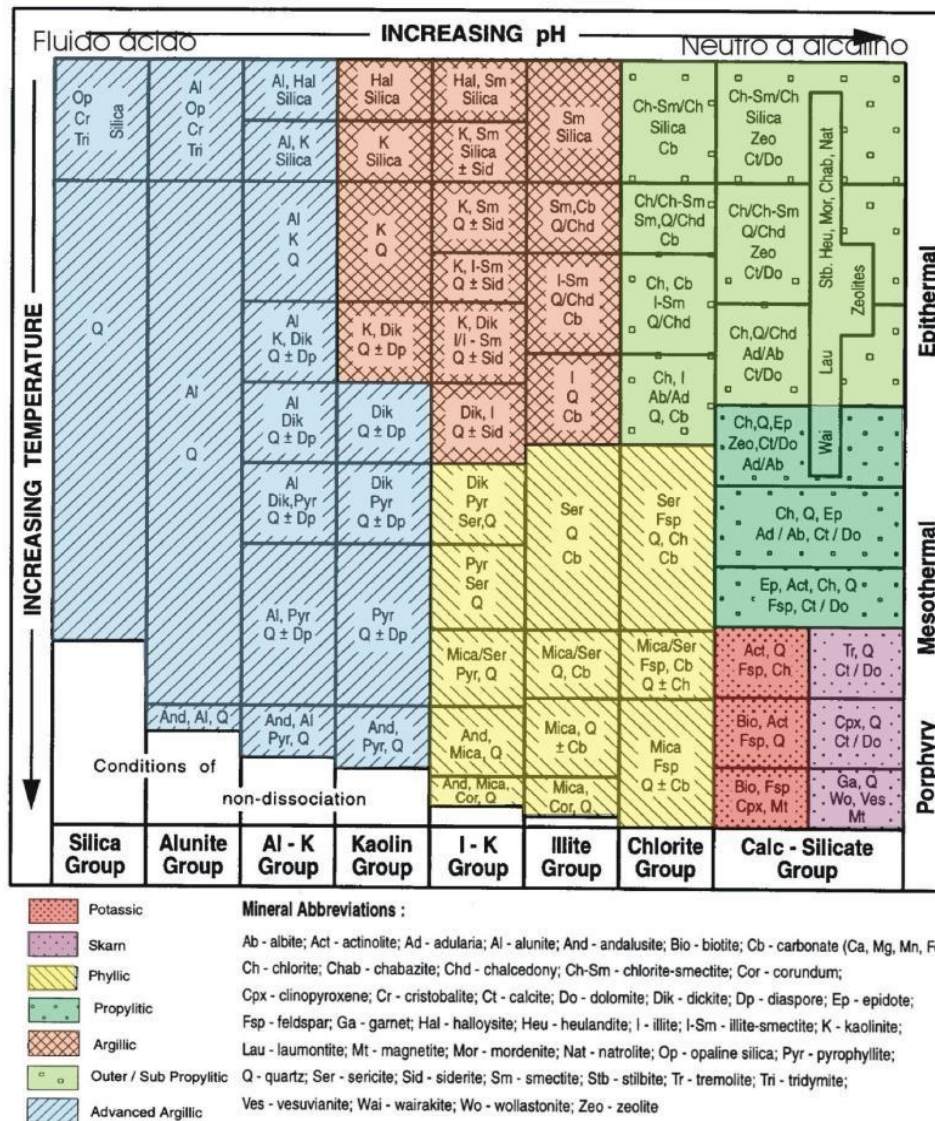 Fluido ácido
INCREASING pH
Neutro a alcalino
INCREASING TEMPERATURE
Op
Cr
Tri
Silica
Q
Al
Op
Cr
Tri
Al
Q
And, Al, Q
Al, Hal
Silica
Al, K
Silica
Al
K
Q
Al
K, Dik
Q ± Dp
Al
Dik
Q ± Dp
Al
Dik,Pyr
Q ± Dp
Al, Pyr
Q ± Dp
And, Al
Pyr, Q
Hal
Silica
K
Silica
K
Q
K, Dik
Q ± Dp
Dik
Q ± Dp
Dik
Pyr
Q ± Dp
Pyr
Q ± Dp
And,
Pyr, Q
Hal, Sm
Silica
K, Sm
Silica
± Sid
K, Sm
Q ± Sid
K, I-Sm
Q ± Sid
K, Dik
I/I - Sm
Q ± Sid
Dik, I
Q ± Sid
Dik
Pyr
Ser,Q
Pyr
Ser
Q
Mica/Ser
Pyr, Q
And,
Mica, Q
And, Mica,
Cor, Q
Sm
Silica
Sm,Cb
Q/Chd
I-Sm
Q/Chd
Cb
I
Q
Cb
Ser
Q
Cb
Mica/Ser
Q, Cb
Mica, Q
± Cb
Mica,
Cor, Q
Ch-Sm/Ch
Silica
Cb
Ch/Ch-Sm
Sm,Q/Chd
Cb
Ch, Cb
I-Sm
Q/Chd
Ch, I
Ab/Ad
Q, Cb
Ser
Fsp
Q, Ch
Cb
Mica/Ser
Fsp, Cb
Q ± Ch
Mica
Fsp
Q ± Cb
Ch-Sm/Ch
Silica
Zeo
Ct/Do
Ch/Ch-Sm
Q/Chd
Zeo
Ct/Do
Ch,Q/Chd
Ad/Ab
Ct/Do
Ch,Q,Ep
Zeo,Ct/Do
Ad/Ab
Stb. Heu, Mor, Chab, Nat
Lau
Wai
Zeolites
Ch, Q, Ep
Ad / Ab, Ct / Do
Ep, Act, Ch, Q
Fsp, Ct / Do
Act, Q
Fsp, Ch
Bio, Act
Fsp, Q
Bio, Fsp
Cpx, Mt
Tr, Q
Ct / Do
Cpx, Q
Ct / Do
Ga, Q
Wo, Ves
Mt
Epithermal
Mesothermal
Porphyry
Conditions of
non-dissociation
Silica
Group
Alunite
Group
Al - K
Group
Kaolin
Group
I - K
Group
Illite
Group
Chlorite
Group
Calc - Silicate
Group
Potassic
Skarn
Phyllic
Propylitic
Argillic
Outer / Sub Propylitic
Advanced Argillic
Mineral Abbreviations :
Ab - albite; Act - actinolite; Ad - adularia; Al - alunite; And - andalusite; Bio - biotite; Cb - carbonate (Ca, Mg, Mn, F
Ch - chlorite; Chab - chabazite; Chd - chalcedony; Ch-Sm - chlorite-smectite; Cor - corundum;
Cpx - clinopyroxene; Cr - cristobalite; Ct - calcite; Do - dolomite; Dik - dickite; Dp - diaspore; Ep - epidote;
Fsp - feldspar; Ga - garnet; Hal - halloysite; Heu - heulandite; I - illite; I-Sm - illite-smectite; K - kaolinite;
Lau - laumontite; Mt - magnetite; Mor - mordenite; Nat - natrolite; Op - opaline silica; Pyr - pyrophyllite;
Q - quartz; Ser - sericite; Sid - siderite; Sm - smectite; Stb - stilbite; Tr - tremolite; Tri - tridymite;
Ves - vesuvianite; Wai - wairakite; Wo - wollastonite; Zeo - zeolite